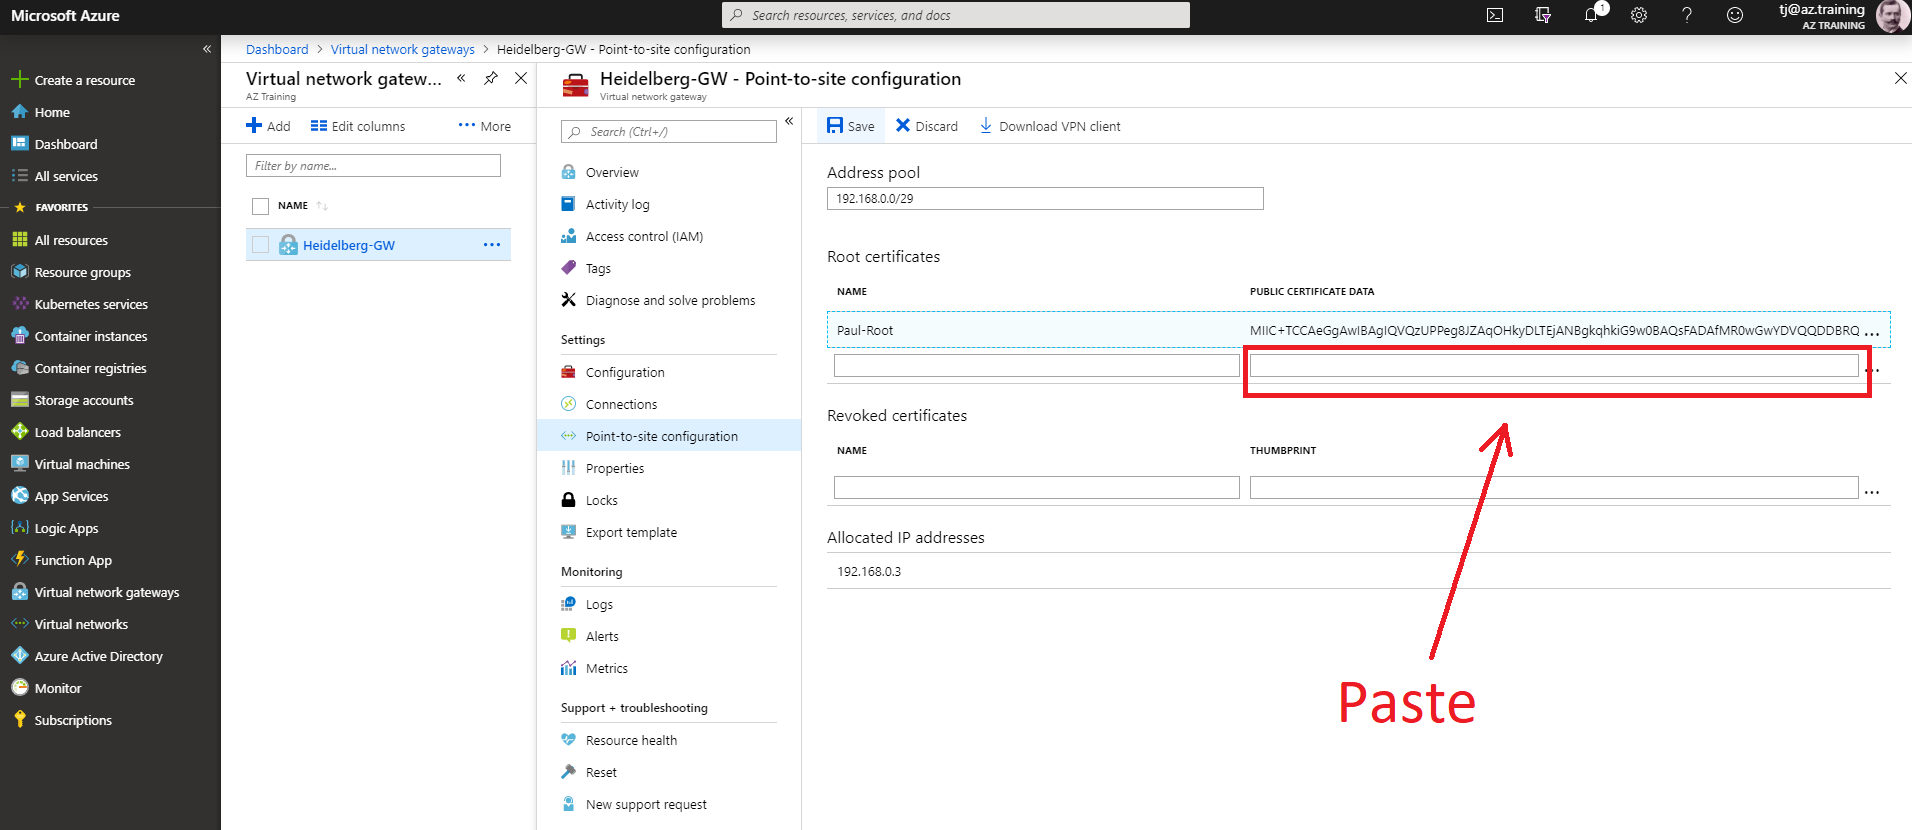 Microsoft Azure
Search resources, services, and docs
1
tj@az.training
AZ TRAINING
Create a resource
Home
Dashboard
All services
FAVORITES
All resources
Resource groups
Kubernetes services
Container instances
Container registries
Storage accounts
Load balancers
Virtual machines
App Services
Logic Apps
Function App
Virtual network gateways
Virtual networks
Azure Active Directory
Monitor
Subscriptions
Dashboard > Virtual network gateways > Heidelberg-GW - Point-to-site configuration
Virtual network gatew...
AZ Training
Add Edit columns ... More
Filter by name...
NAME
Heidelberg-GW ...
Heidelberg-GW - Point-to-site configuration
Virtual network gateway
Search (Ctrl+/)
Overview
Activity log
Access control (IAM)
Tags
Diagnose and solve problems
Settings
Configuration
Connections
Point-to-site configuration
Properties
Locks
Export template
Monitoring
Logs
Alerts
Metrics
Support + troubleshooting
Resource health
Reset
New support request
Save Discard Download VPN client
Address pool
192.168.0.0/29
Root certificates
NAME PUBLIC CERTIFICATE DATA
Paul-Root MIIC+TCCAeGgAwIBAgIQVQzUPPeg8JZAqOHkyDLTEjANBgkqhkiG9w0BAQsFADAfMR0wGwYDVQQDDBRQ ...
...
Revoked certificates
NAME THUMBPRINT
...
Allocated IP addresses
192.168.0.3
Paste